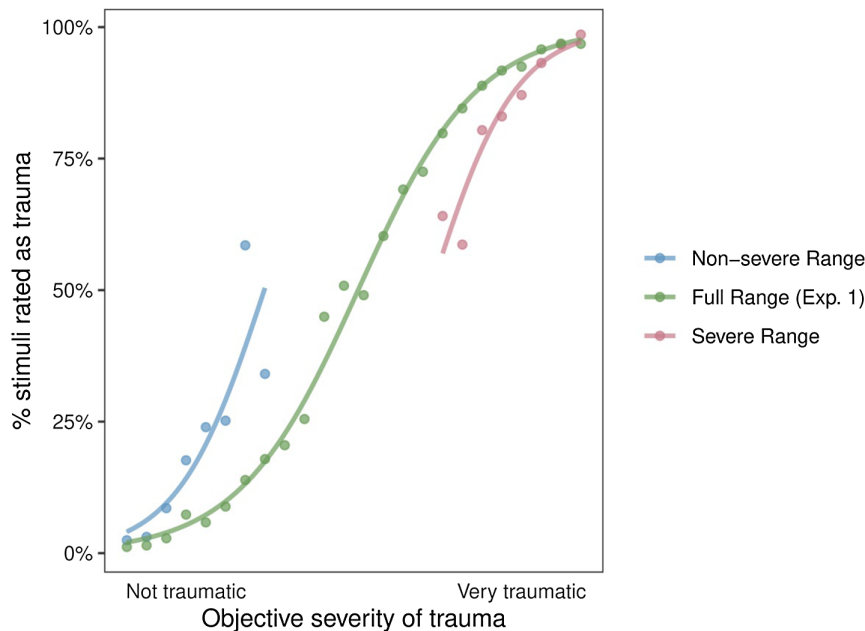 % stimuli rated as trauma
100%
75%
50%
25%
0%
Not traumatic
Very traumatic
Objective severity of trauma
Non−severe Range
Full Range (Exp. 1)
Severe Range